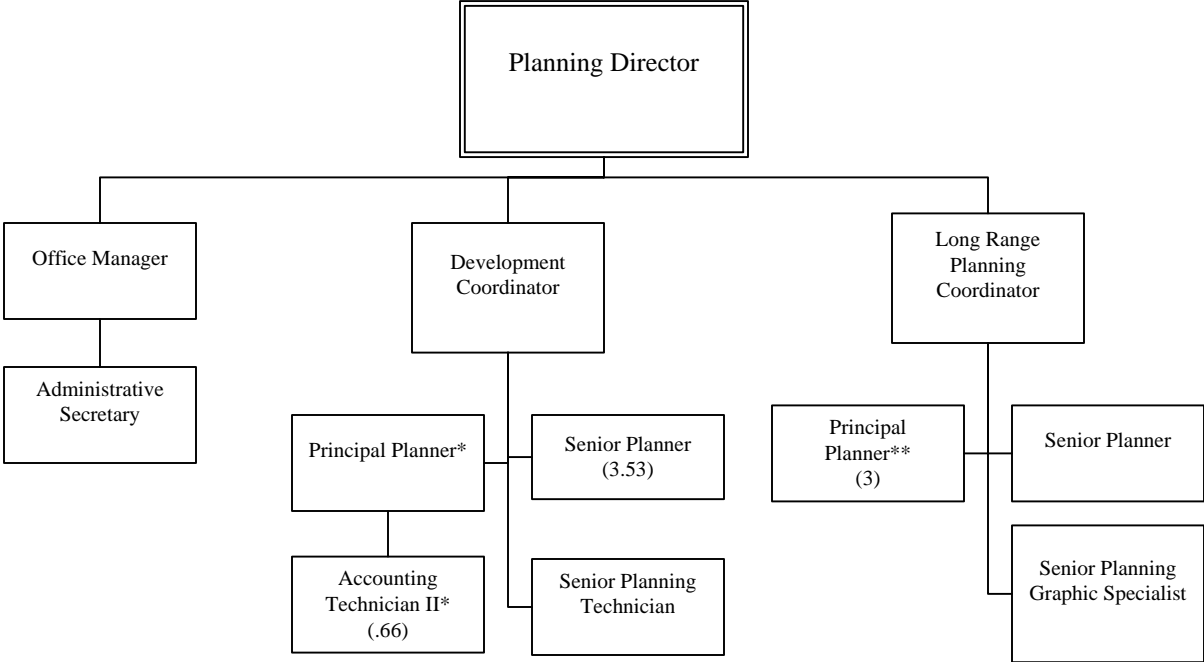 Planning Director
Office Manager
Development
Coordinator
Long Range
Planning
Coordinator
Administrative
Secretary
Principal Planner*
Senior Planner
(3.53)
Principal
Planner**
(3)
Senior Planner
Accounting
Technician II*
(.66)
Senior Planning
Technician
Senior Planning
Graphic Specialist